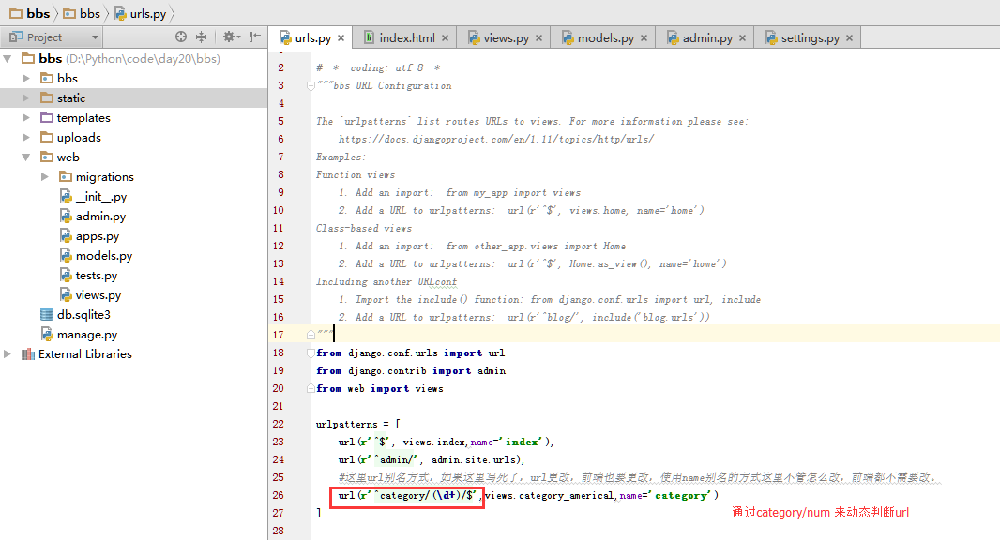 bbs bbs urls.py
Project
urls.py index.html views.py models.py admin.py settings.py
bbs (D:\Python\code\day20\bbs)
bbs
static
templates
uploads
web
migrations
__init__.py
admin.py
apps.py
models.py
tests.py
views.py
db.sqlite3
manage.py
External Libraries
2 # -*- coding: utf-8 -*-
3 """bbs URL Configuration
4
5 The `urlpatterns` list routes URLs to views. For more information please see:
6 https://docs.djangoproject.com/en/1.11/topics/http/urls/
7 Examples:
8 Function views
9 1. Add an import:  from my_app import views
10 2. Add a URL to urlpatterns:  url(r'^$', views.home, name='home')
11 Class-based views
12 1. Add an import:  from other_app.views import Home
13 2. Add a URL to urlpatterns:  url(r'^$', Home.as_view(), name='home')
14 Including another URLconf
15 1. Import the include() function: from django.conf.urls import url, include
16 2. Add a URL to urlpatterns:  url(r'^blog/', include('blog.urls'))
17 """
18 from django.conf.urls import url
19 from django.contrib import admin
20 from web import views
21
22 urlpatterns = [
23 url(r'^$', views.index,name='index'),
24 url(r'^admin/', admin.site.urls),
25 #这里url别名方式，如果这里写死了，url更改，前端也要更改，使用name别名的方式这里不管怎么改，前端都不需要改。
26 url(r'^category/(\d+)/$',views.category_americal,name='category')
27 ]
通过category/num 来动态判断url
28